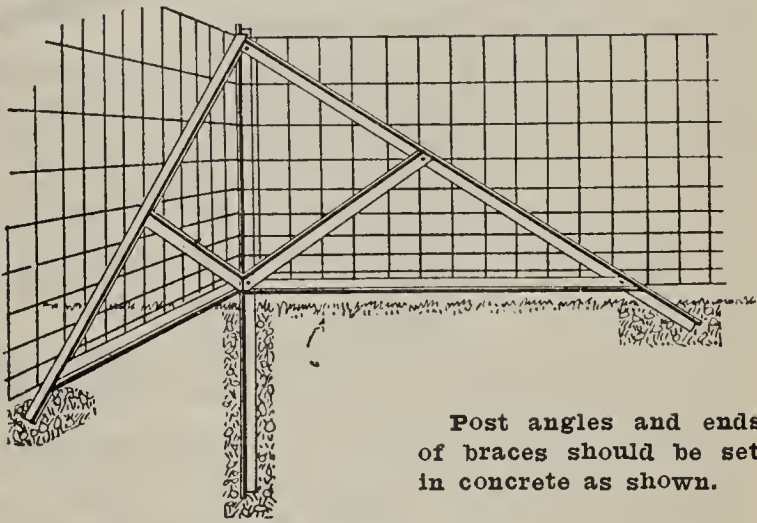 Post angles and ends
of braces should be set
in concrete as shown.